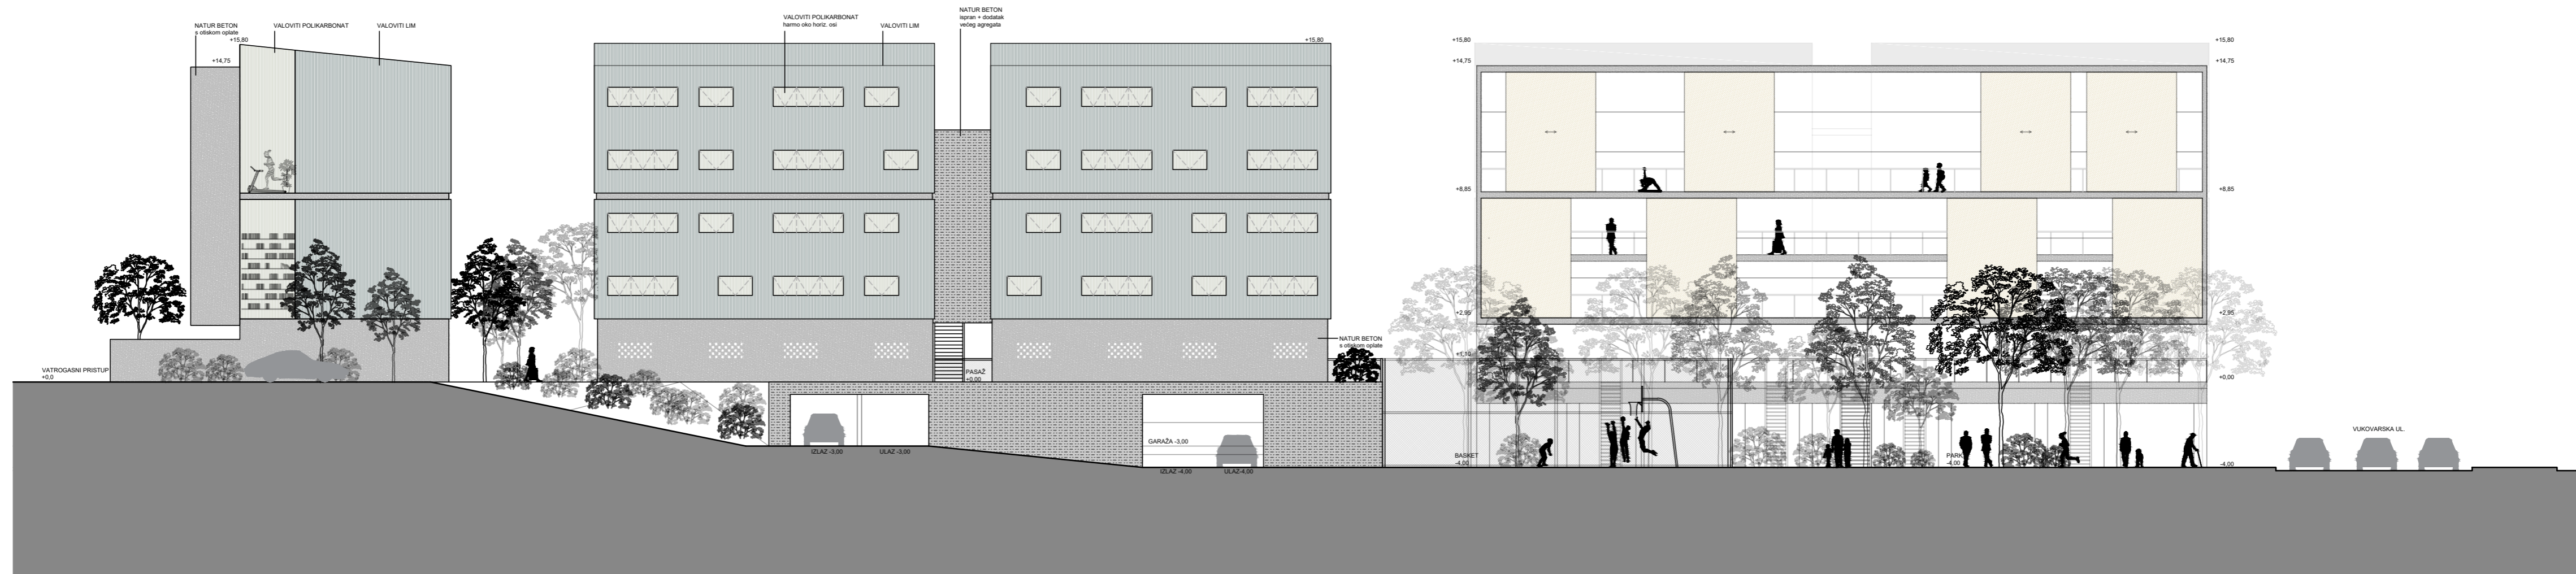 NATUR BETON
s otiskom oplate
VALOVITI POLIKARBONAT
VALOVITI LIM
+15,80
+14,75
VALOVITI POLIKARBONAT
harmo oko horiz. osi
VALOVITI LIM
NATUR BETON
ispran + dodatak
većeg agregata
+15,80
+15,80
+14,75
+15,80
+14,75
+8,85
+8,85
+2,95
+2,95
NATUR BETON
s otiskom oplate
+1,10
VATROGASNI PRISTUP
+0,0
PASAŽ
+0,00
+0,00
GARAŽA -3,00
IZLAZ -3,00
ULAZ -3,00
IZLAZ -4,00
ULAZ-4,00
BASKET
-4,00
PARK
-4,00
-4,00
VUKOVARSKA UL.